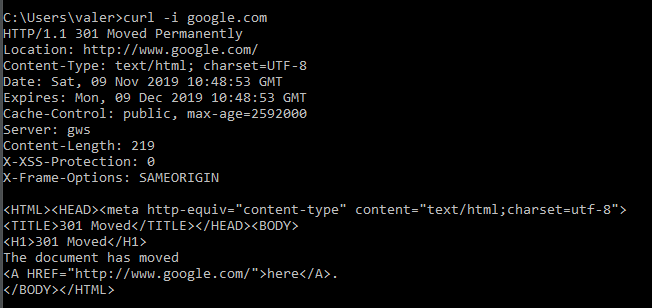 C:\Users\valer>curl -i google.com
HTTP/1.1 301 Moved Permanently
Location: http://www.google.com/
Content-Type: text/html; charset=UTF-8
Date: Sat, 09 Nov 2019 10:48:53 GMT
Expires: Mon, 09 Dec 2019 10:48:53 GMT
Cache-Control: public, max-age=2592000
Server: gws
Content-Length: 219
X-XSS-Protection: 0
X-Frame-Options: SAMEORIGIN

<HTML><HEAD><meta http-equiv="content-type" content="text/html;charset=utf-8">
<TITLE>301 Moved</TITLE></HEAD><BODY>
<H1>301 Moved</H1>
The document has moved
<A HREF="http://www.google.com/">here</A>.
</BODY></HTML>